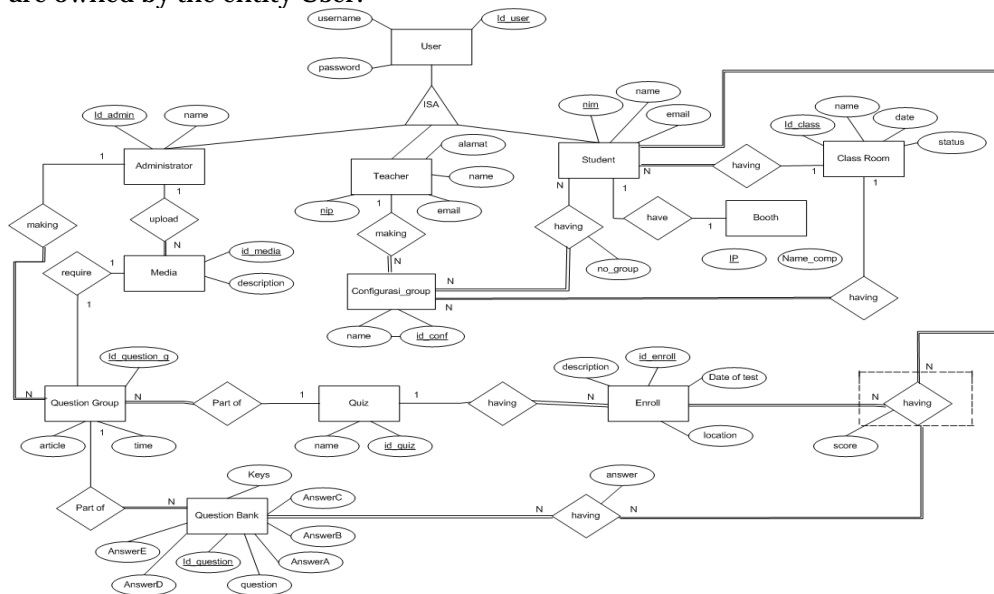 are owned by the entity User.
username
Id_user
User
password
ISA
Id_admin
name
Administrator
1
1
making
upload
N
require
1
Media
id_media
description
1
alamat
Teacher
name
nip
1
email
making
N
Configurasi_group
N
N
name
id_conf
nim
name
email
Student
N
1
N
having
1
having
no_group
have
1
Booth
IP
Name_comp
name
Id_class
date
status
Class Room
1
having
Id_question_g
Question Group
N
N
article
time
1
Part of
1
Quiz
1
name
id_quiz
having
N
description
id_enroll
Date of test
Enroll
location
N
N
N
having
score
Part of
N
Keys
AnswerC
Question Bank
AnswerB
AnswerE
AnswerA
Id_question
AnswerD
question
answer
N
having
N